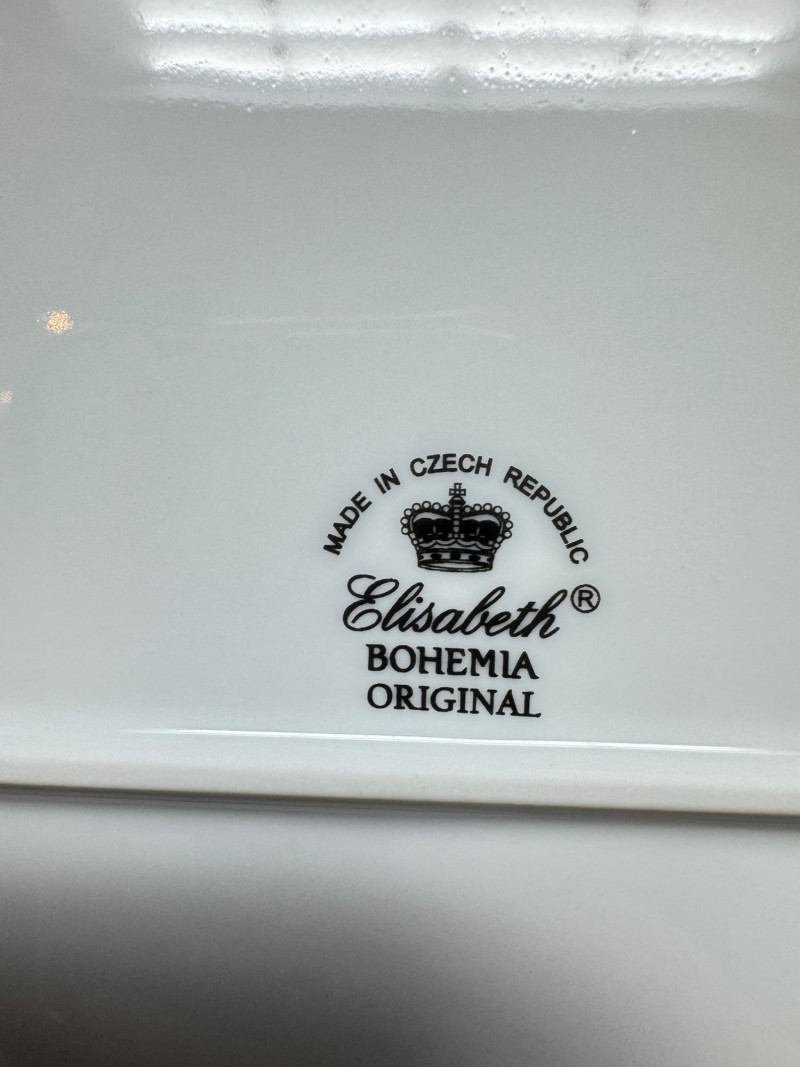 MADE IN CZECH REPUBLIC
Elisabeth®
BOHEMIA
ORIGINAL